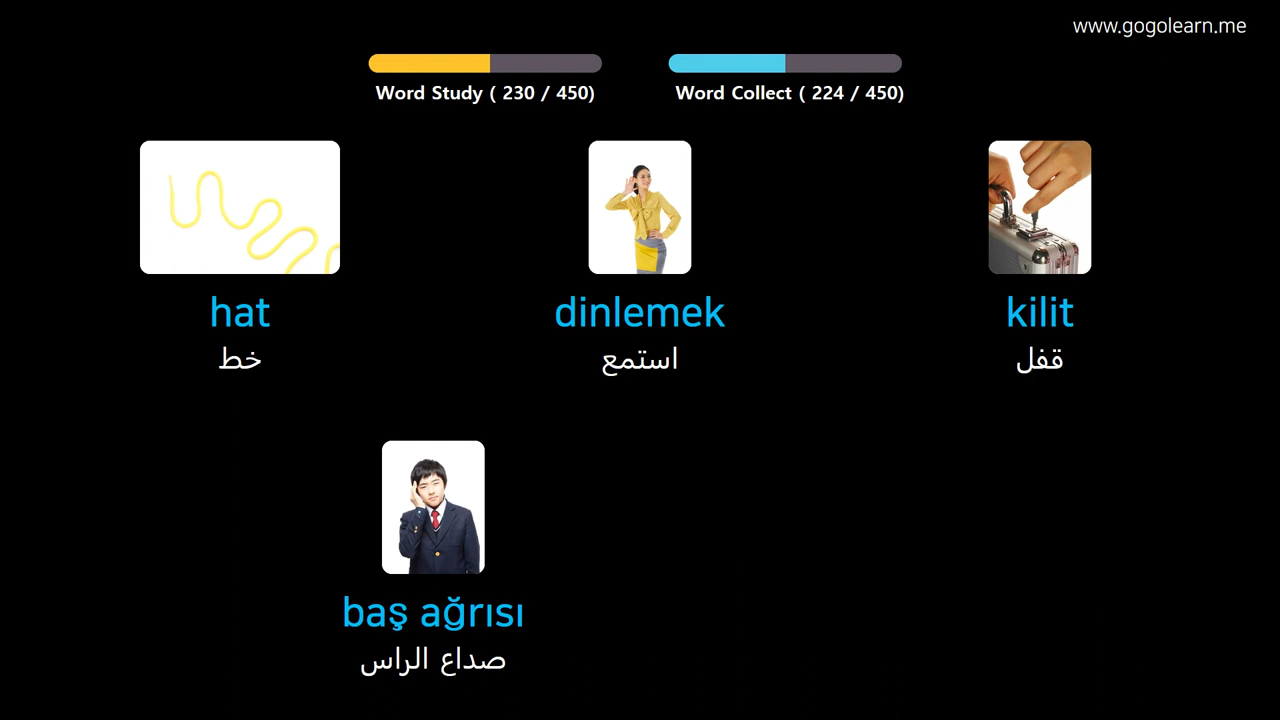 www.gogolearn.me
Word Study ( 230 / 450)
Word Collect ( 224 / 450)
hat
خط
dinlemek
استمع
kilit
قفل
baş ağrısı
صداع الراس